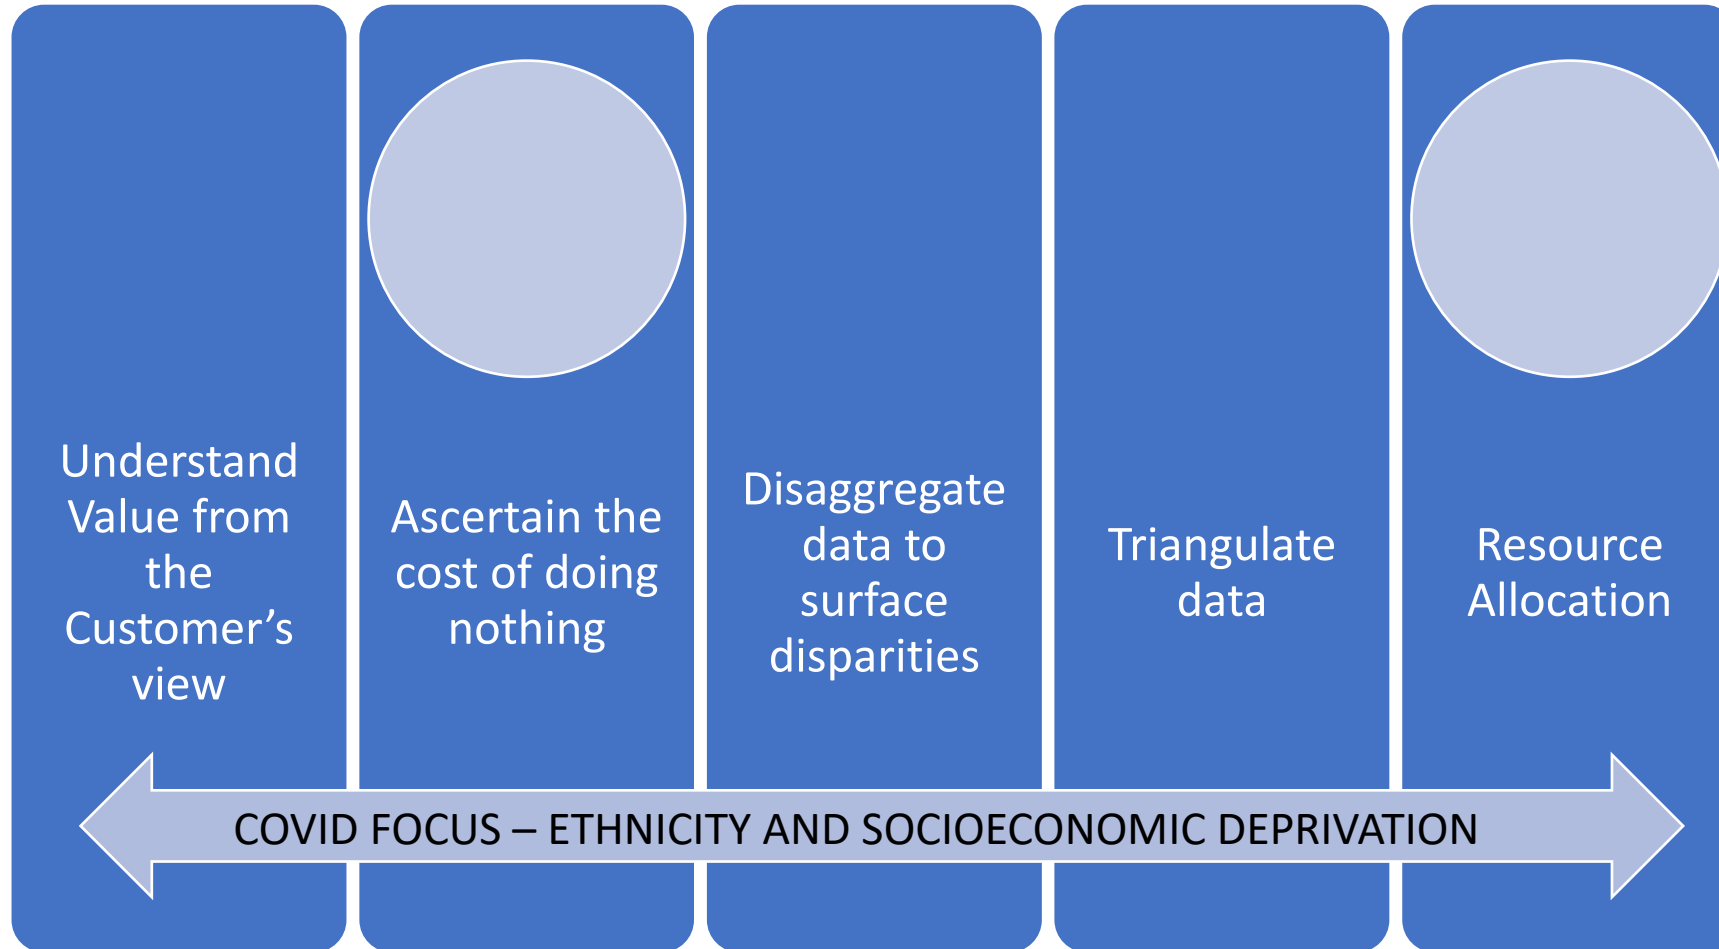 Understand
Value from
the
Customer’s
view
Ascertain the
cost of doing
nothing
Disaggregate
data to
surface
disparities
Triangulate
data
Resource
Allocation
COVID FOCUS – ETHNICITY AND SOCIOECONOMIC DEPRIVATION